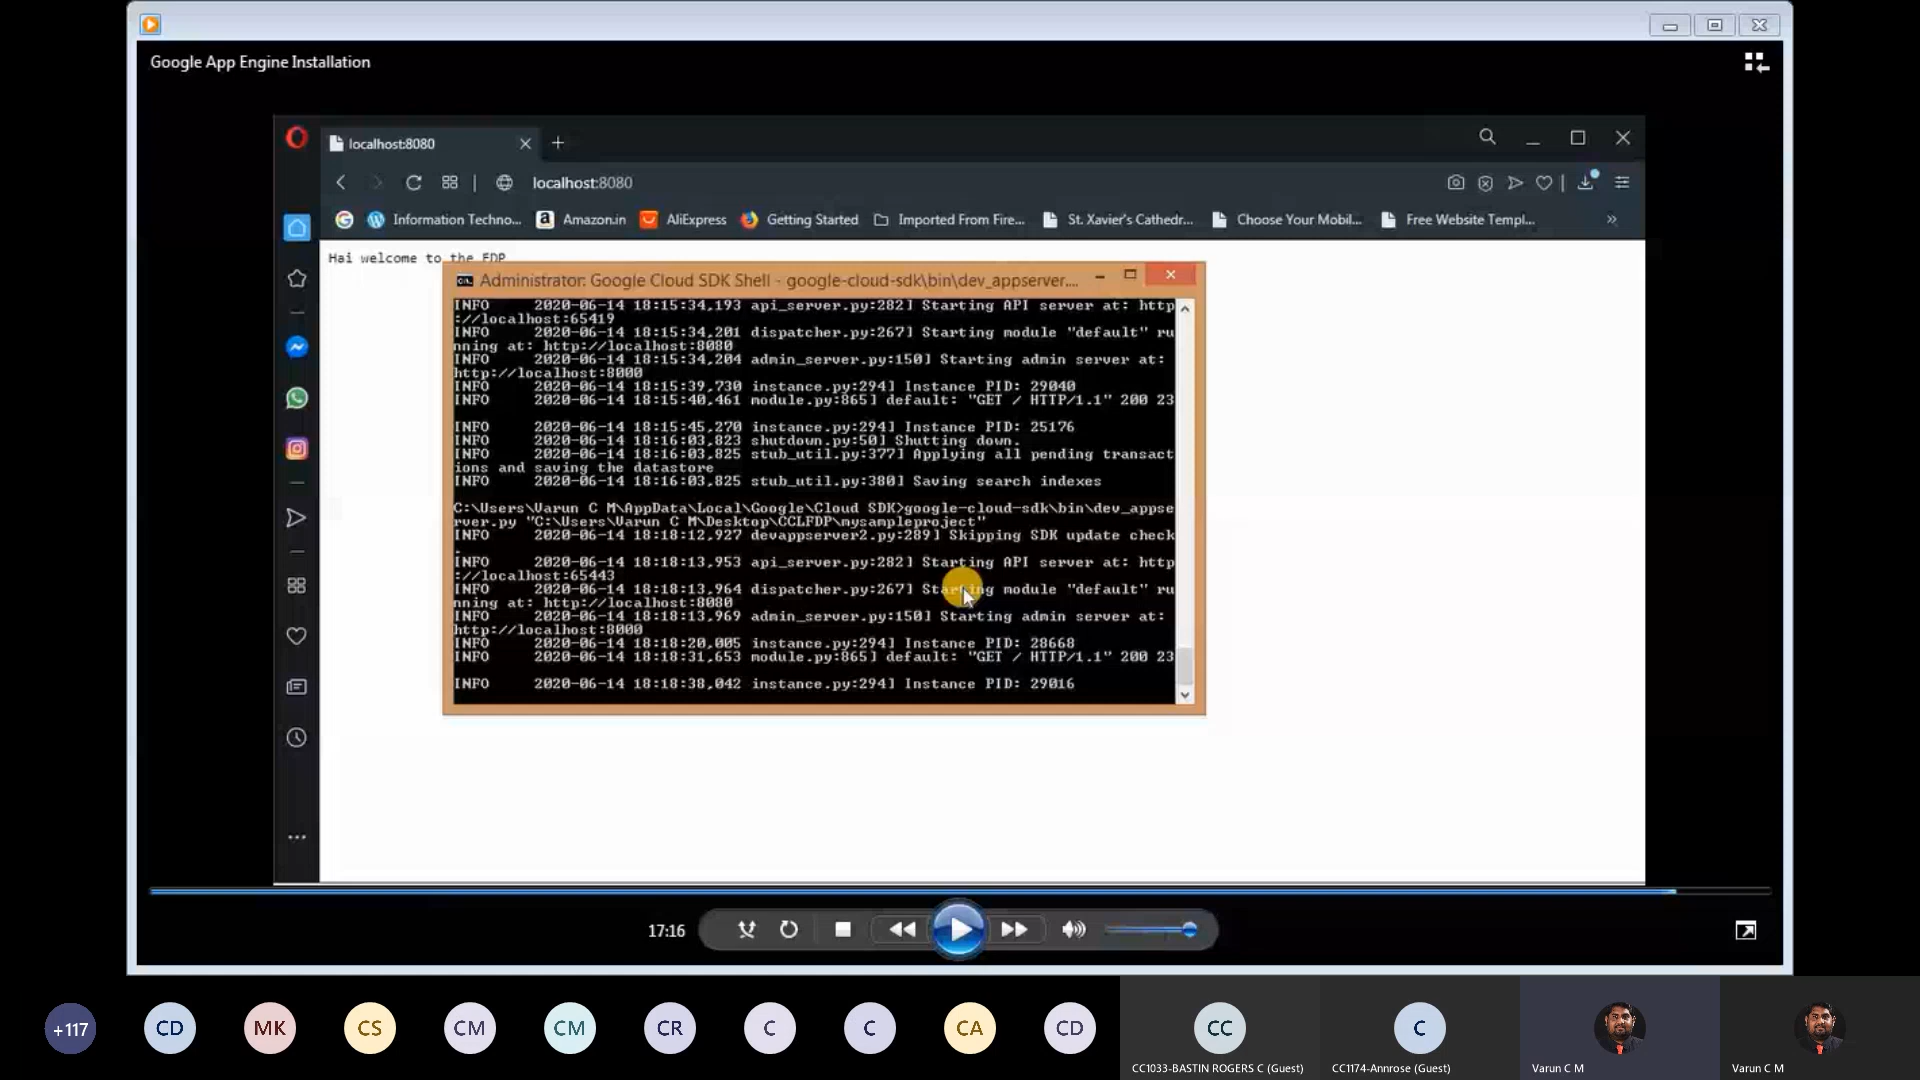 Google App Engine Installation
localhost:8080
localhost:8080
Information Techno... Amazon.in AliExpress Getting Started Imported From Fire... St. Xavier's Cathedr... Choose Your Mobil... Free Website Templ... »
Hai welcome to the FDP
Administrator: Google Cloud SDK Shell - google-cloud-sdk\bin\dev_appserver....
INFO 2020-06-14 18:15:34,193 api_server.py:282] Starting API server at: http
://localhost:65419
INFO 2020-06-14 18:15:34,201 dispatcher.py:267] Starting module "default" ru
nning at: http://localhost:8080
INFO 2020-06-14 18:15:34,204 admin_server.py:150] Starting admin server at:
http://localhost:8000
INFO 2020-06-14 18:15:39,730 instance.py:294] Instance PID: 29040
INFO 2020-06-14 18:15:40,461 module.py:865] default: "GET / HTTP/1.1" 200 23
INFO 2020-06-14 18:15:45,270 instance.py:294] Instance PID: 25176
INFO 2020-06-14 18:16:03,823 shutdown.py:50] Shutting down.
INFO 2020-06-14 18:16:03,825 stub_util.py:377] Applying all pending transact
ions and saving the datastore
INFO 2020-06-14 18:16:03,825 stub_util.py:380] Saving search indexes
C:\Users\Varun C M\AppData\Local\Google\Cloud SDK>google-cloud-sdk\bin\dev_appse
rver.py "C:\Users\Varun C M\Desktop\CCLFDP\mysampleproject"
INFO 2020-06-14 18:18:12,927 devappserver2.py:289] Skipping SDK update check
.
INFO 2020-06-14 18:18:13,953 api_server.py:282] Starting API server at: http
://localhost:65443
INFO 2020-06-14 18:18:13,964 dispatcher.py:267] Starting module "default" ru
nning at: http://localhost:8080
INFO 2020-06-14 18:18:13,969 admin_server.py:150] Starting admin server at:
http://localhost:8000
INFO 2020-06-14 18:18:20,005 instance.py:294] Instance PID: 28668
INFO 2020-06-14 18:18:31,653 module.py:865] default: "GET / HTTP/1.1" 200 23
INFO 2020-06-14 18:18:38,042 instance.py:294] Instance PID: 29016
17:16
+117 CD MK CS CM CM CR C C CA CD CC C
CC1033-BASTIN ROGERS C (Guest) CC1174-Annrose (Guest) Varun C M Varun C M